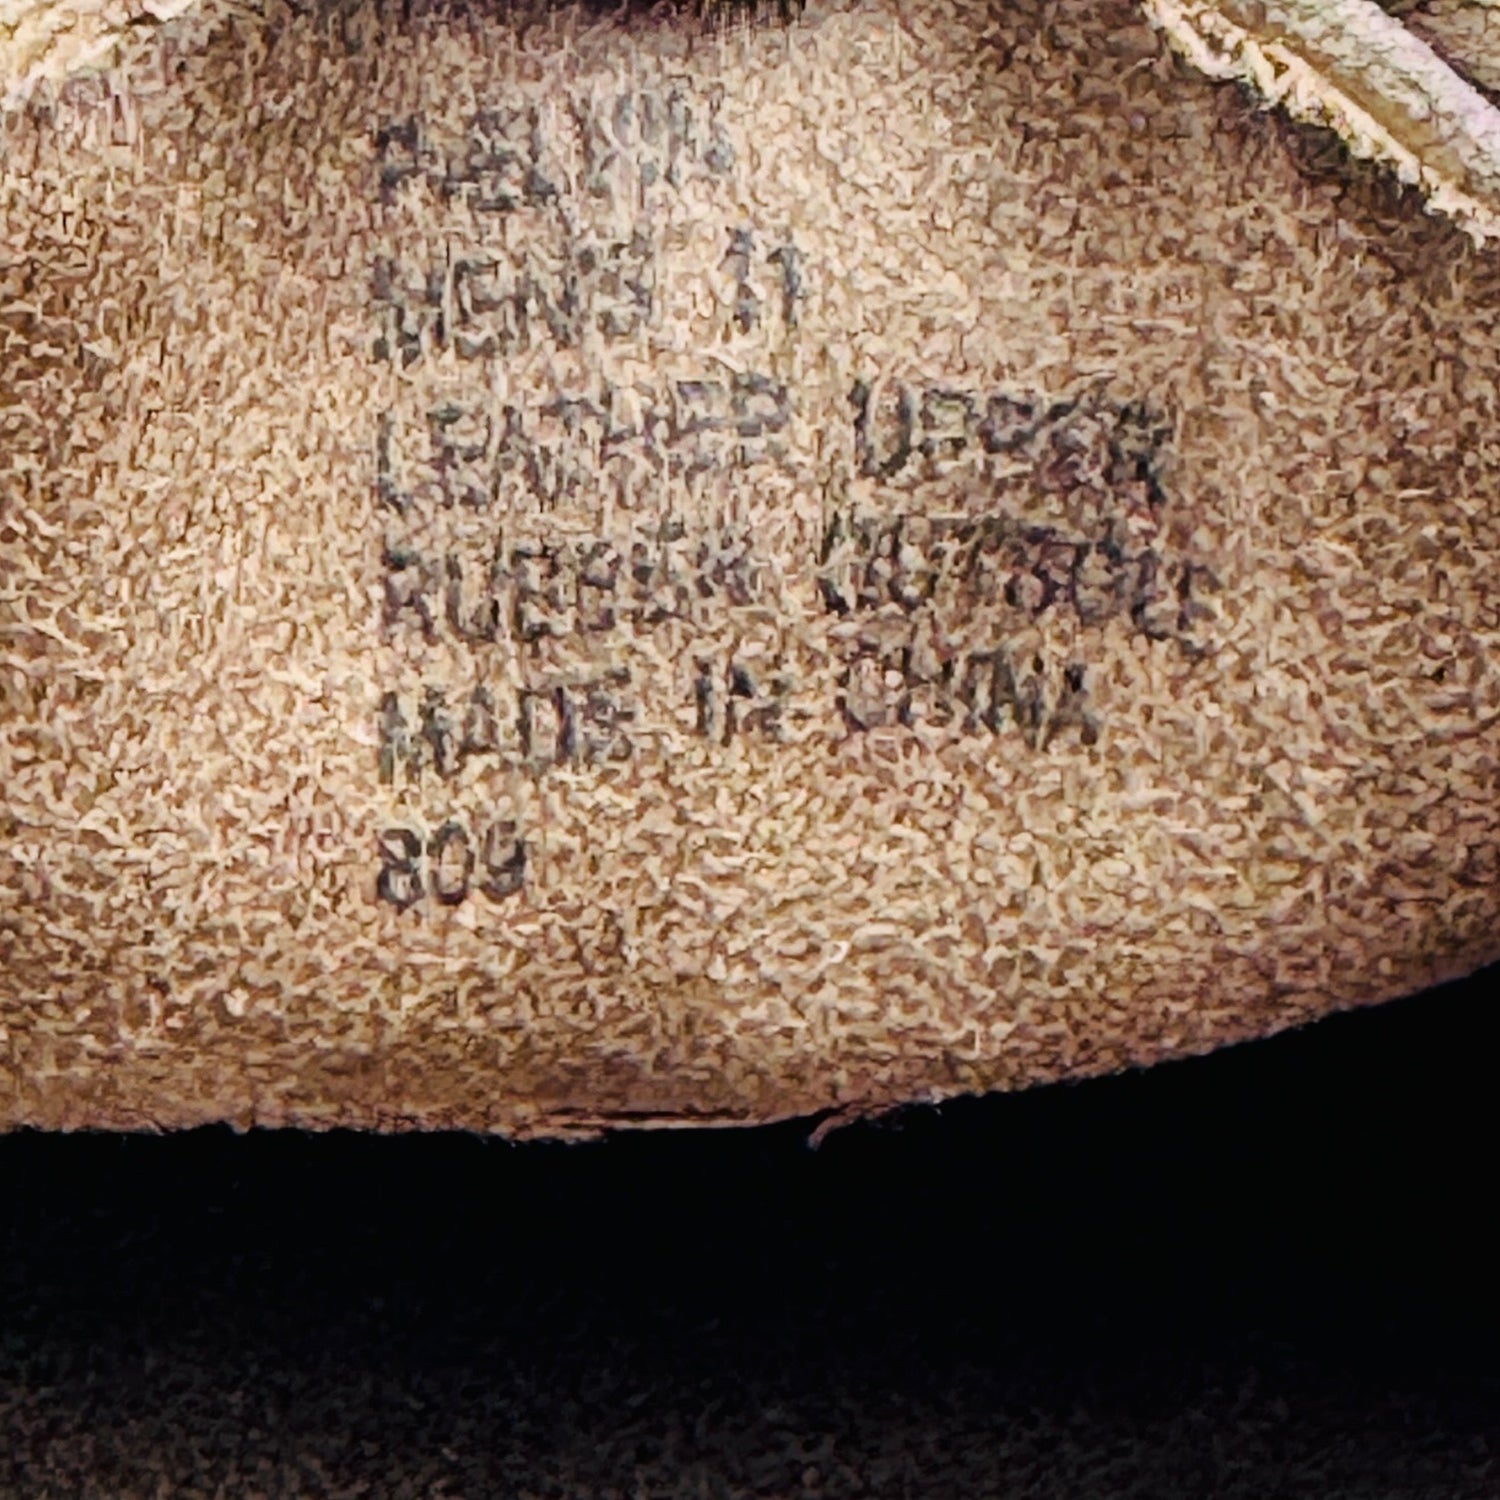 MENS 11
LEATHER UPPER
RUBBER OUTSOLE
MADE IN CHINA
809